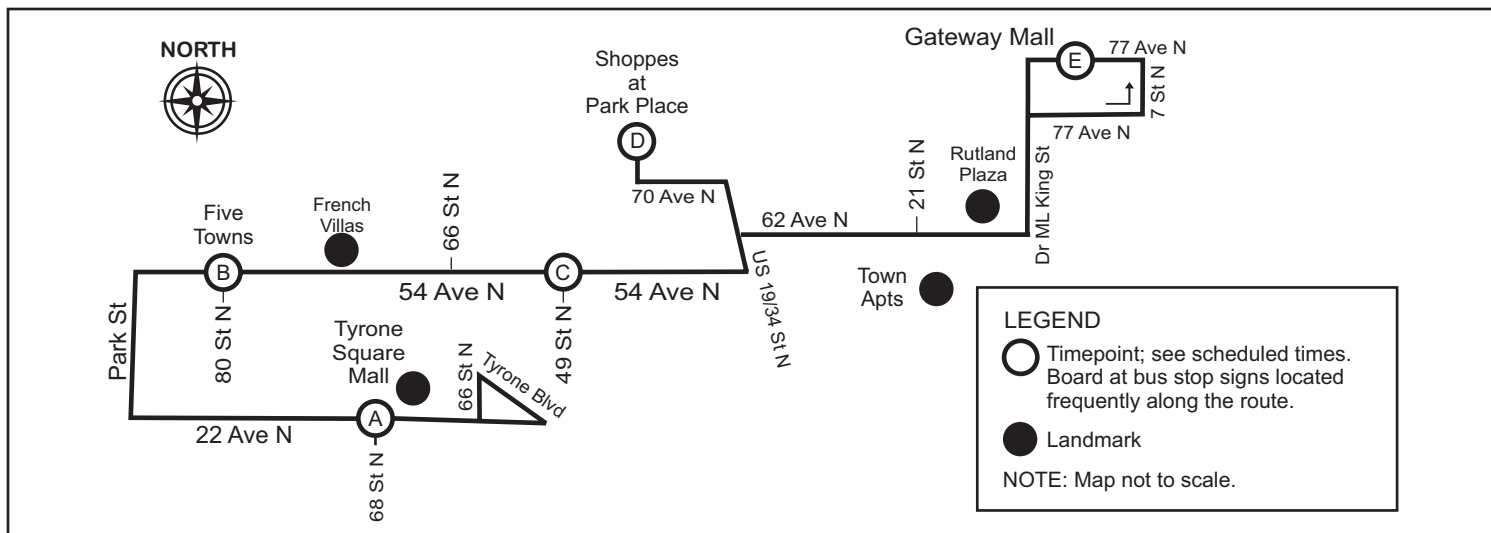 NORTH
Shoppes
at
Park Place
D
70 Ave N
Gateway Mall
E
77 Ave N
7 St N
77 Ave N
Dr ML King St
Rutland
Plaza
21 St N
62 Ave N
US 19/34 St N
Town
Apts
Five
Towns
B
80 St N
French
Villas
66 St N
54 Ave N
C
49 St N
54 Ave N
Park St
22 Ave N
Tyrone
Square
Mall
A
68 St N
66 St N
Tyrone Blvd
LEGEND
Timepoint; see scheduled times.
Board at bus stop signs located
frequently along the route.
Landmark
NOTE: Map not to scale.